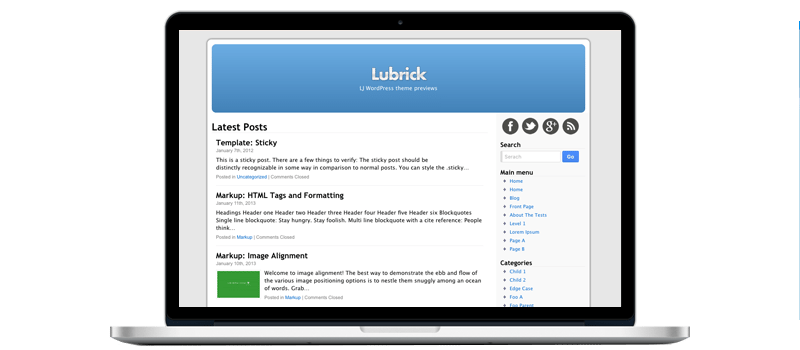 Lubrick
LJ WordPress theme previews
Latest Posts
Template: Sticky
January 7th, 2012
This is a sticky post. There are a few things to verify: The sticky post should be
distinctly recognizable in some way in comparison to normal posts. You can style the .sticky...
Posted in Uncategorized | Comments Closed
Markup: HTML Tags and Formatting
January 11th, 2013
Headings Header one Header two Header three Header four Header five Header six Blockquotes
Single line blockquote: Stay hungry. Stay foolish. Multi line blockquote with a cite reference: People
think...
Posted in Markup | Comments Closed
Markup: Image Alignment
January 10th, 2013
Welcome to image alignment! The best way to demonstrate the ebb and flow of
the various image positioning options is to nestle them snuggly among an ocean
of words. Grab...
Posted in Markup | Comments Closed
Search
Serach
Go
Main menu
Home
Home
Blog
Front Page
About The Tests
Level 1
Lorem Ipsum
Page A
Page B
Categories
Child 1
Child 2
Edge Case
Foo A
Foo Parent